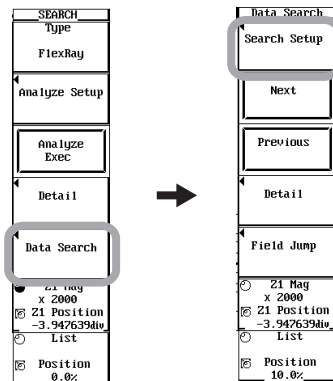 SEARCH
Type
FlexRay
Analyze Setup
Analyze
Exec
Detail
Data Search
Z1 Mag
x 2000
Z1 Position
-3.947639div
List
Position
0.0%
Data Search
Search Setup
Next
Previous
Detail
Field Jump
Z1 Mag
x 2000
Z1 Position
-3.947639div
List
Position
10.0%